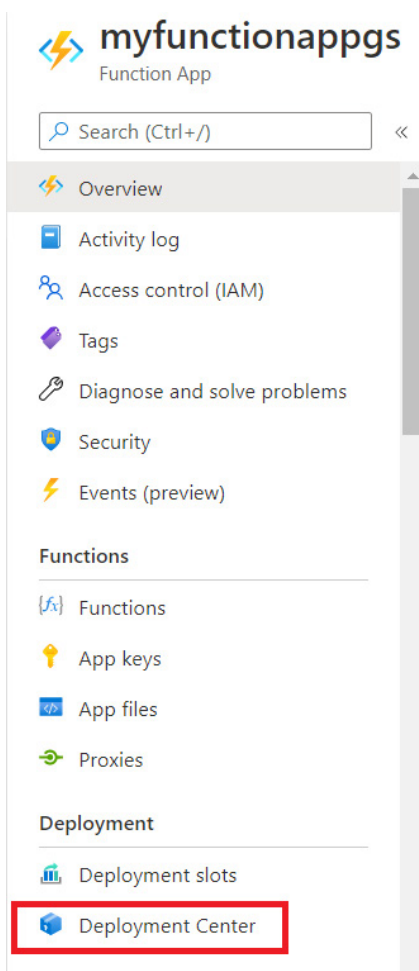 myfunctionappgs
Function App
Search (Ctrl+/)
«
Overview
Activity log
Access control (IAM)
Tags
Diagnose and solve problems
Security
Events (preview)
Functions
{fx} Functions
App keys
App files
Proxies
Deployment
Deployment slots
Deployment Center